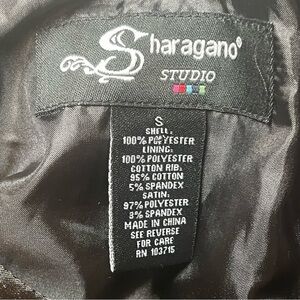 Sharagano®
STUDIO
S
SHELL:
100% POLYESTER
LINING:
100% POLYESTER
COTTON RIB:
95% COTTON
5% SPANDEX
SATIN:
97% POLYESTER
3% SPANDEX
MADE IN CHINA
SEE REVERSE
FOR CARE
RN 103715